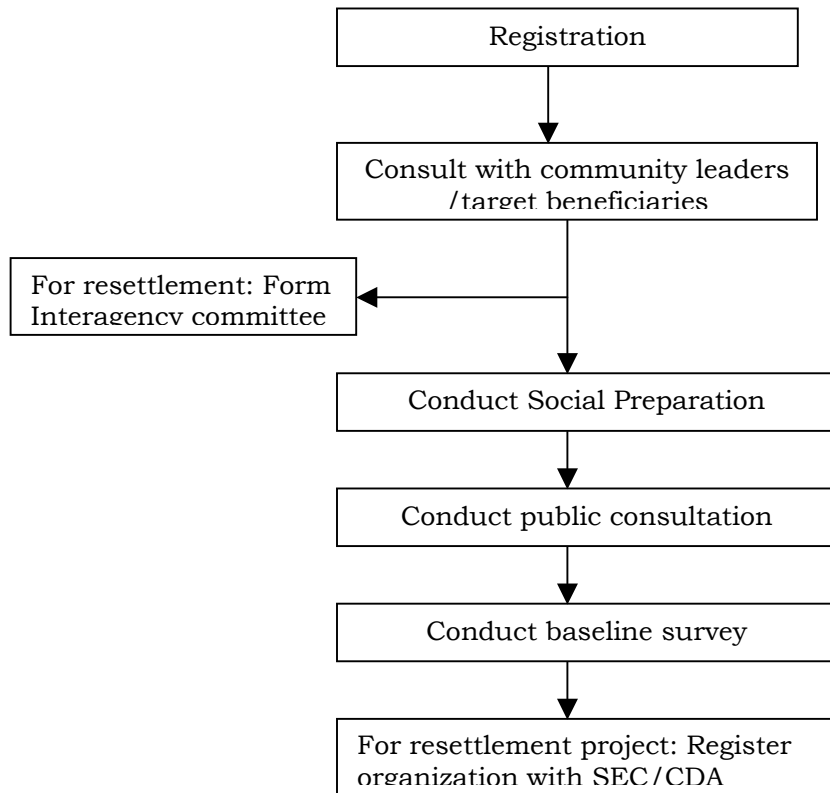 Registration
Consult with community leaders
/target beneficiaries
For resettlement: Form
Interagency committee
Conduct Social Preparation
Conduct public consultation
Conduct baseline survey
For resettlement project: Register
organization with SEC/CDA